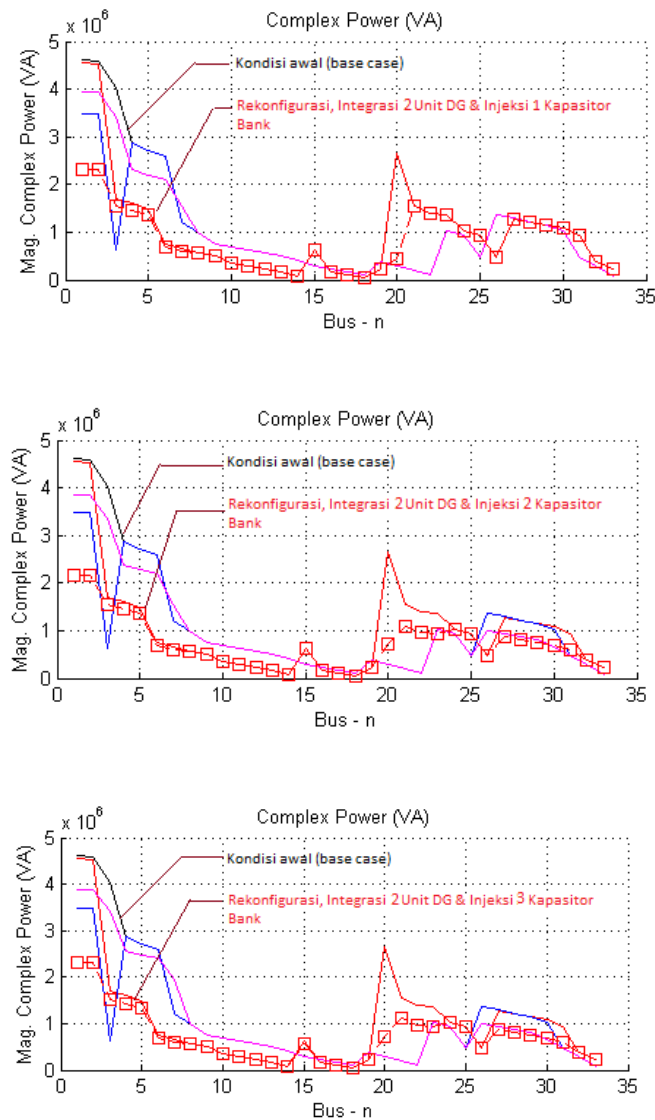 Complex Power (VA)
x 10^6
Mag. Complex Power (VA)
5
4
3
2
1
0
Kondisi awal (base case)
Rekonfigurasi, Integrasi 2 Unit DG & Injeksi 1 Kapasitor
Bank
0 5 10 15 20 25 30 35
Bus - n
Complex Power (VA)
x 10^6
Mag. Complex Power (VA)
5
4
3
2
1
0
Kondisi awal (base case)
Rekonfigurasi, Integrasi 2 Unit DG & Injeksi 2 Kapasitor
Bank
0 5 10 15 20 25 30 35
Bus - n
Complex Power (VA)
x 10^6
Mag. Complex Power (VA)
5
4
3
2
1
0
Kondisi awal (base case)
Rekonfigurasi, Integrasi 2 Unit DG & Injeksi 3 Kapasitor
Bank
0 5 10 15 20 25 30 35
Bus - n